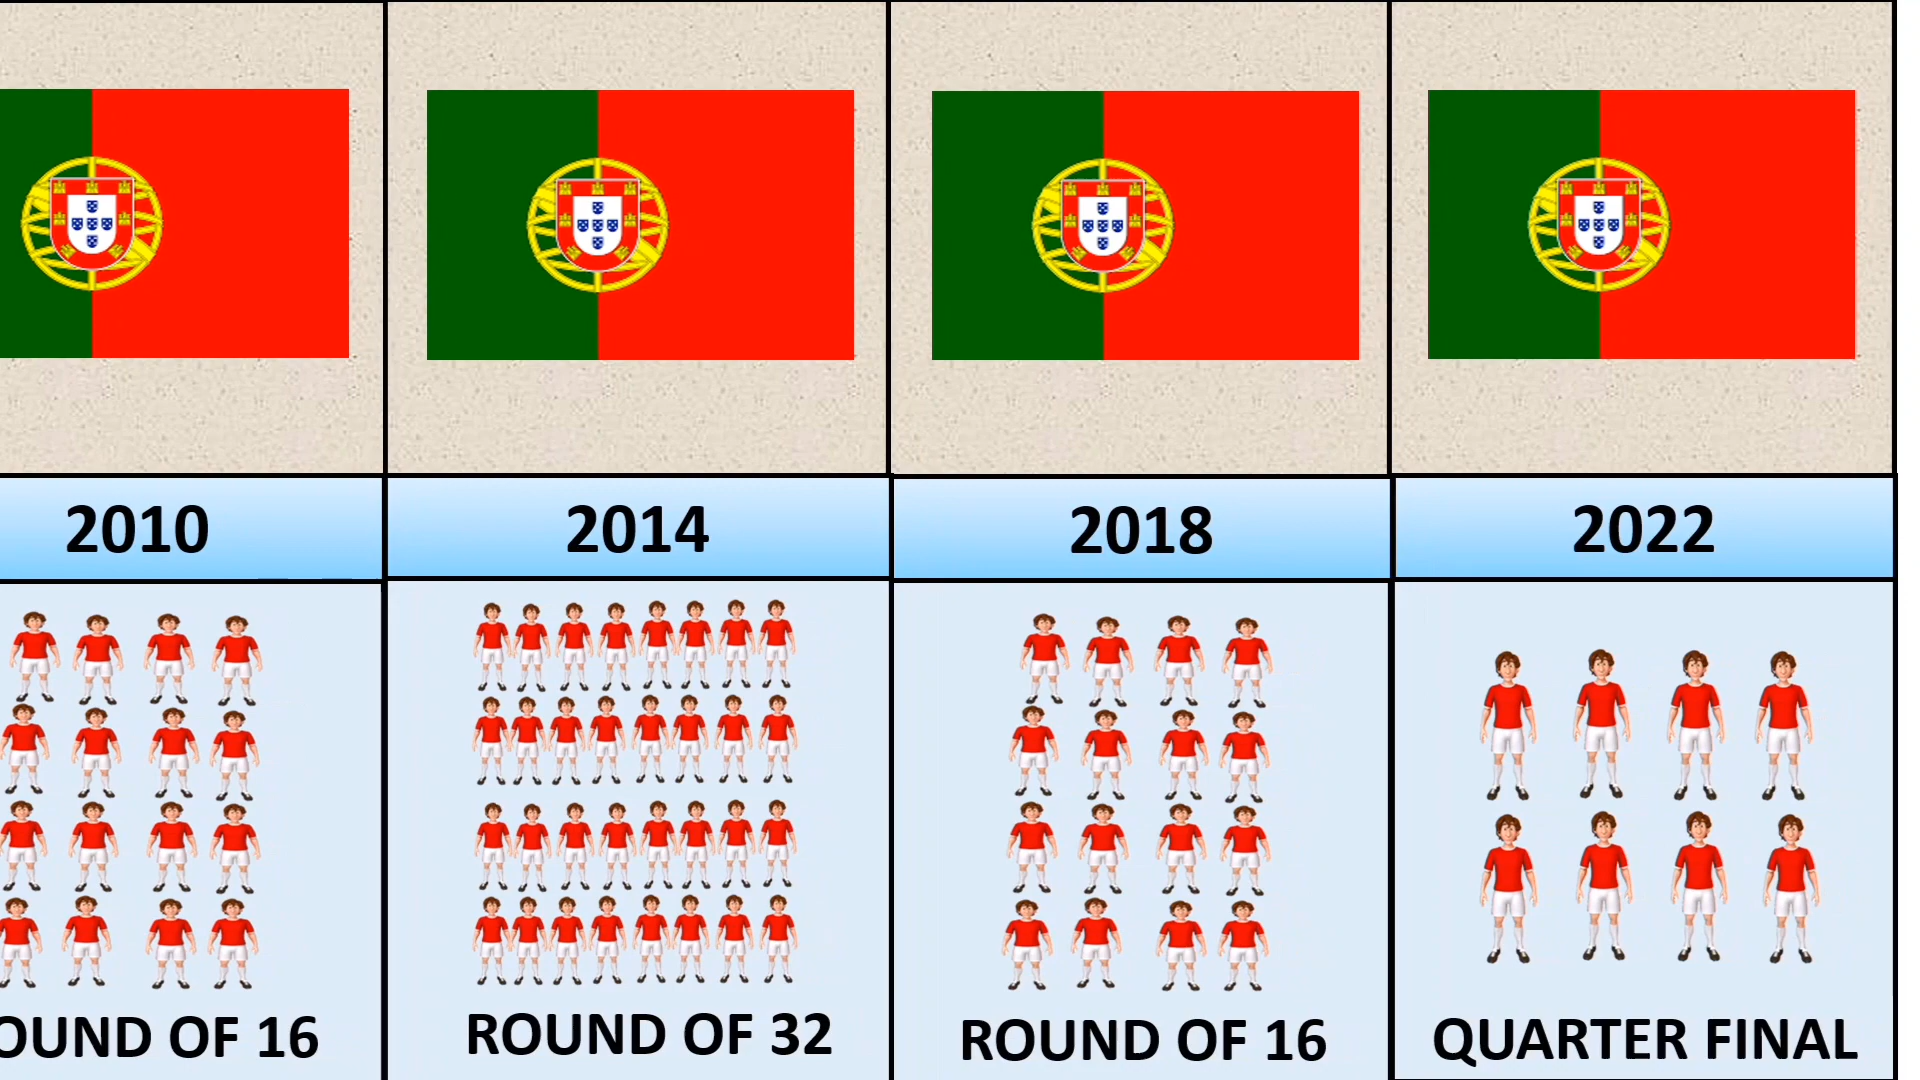 2010
2014
2018
2022
OUND OF 16
ROUND OF 32
ROUND OF 16
QUARTER FINAL